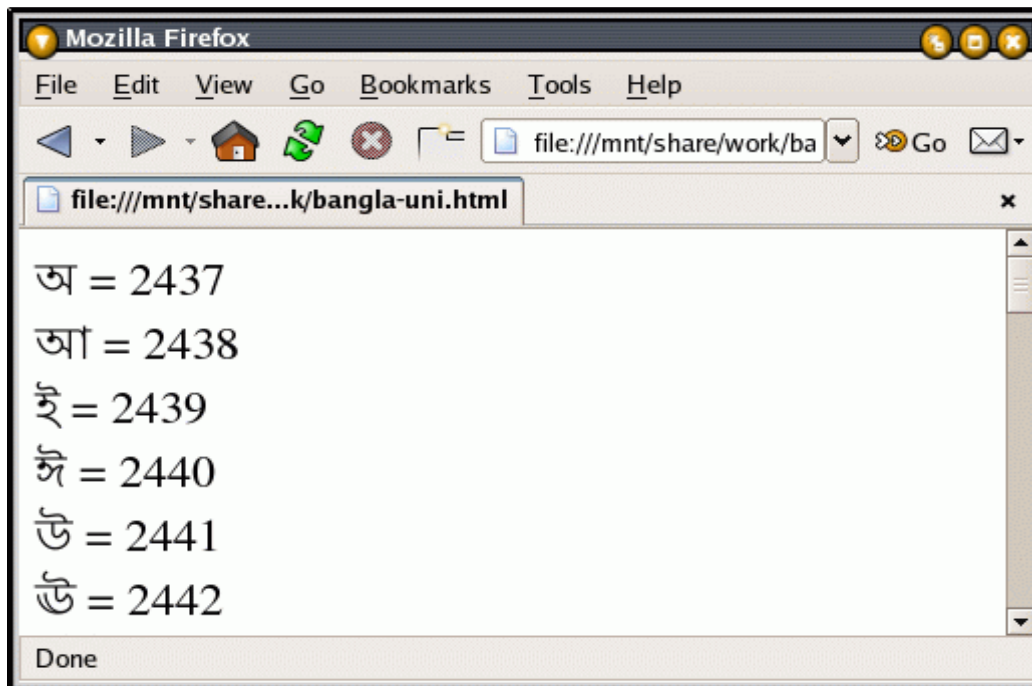 Mozilla Firefox
File Edit View Go Bookmarks Tools Help
file:///mnt/share/work/ba Go
file:///mnt/share...k/bangla-uni.html
অ = 2437
আ = 2438
ই = 2439
ঈ = 2440
উ = 2441
ঊ = 2442
Done